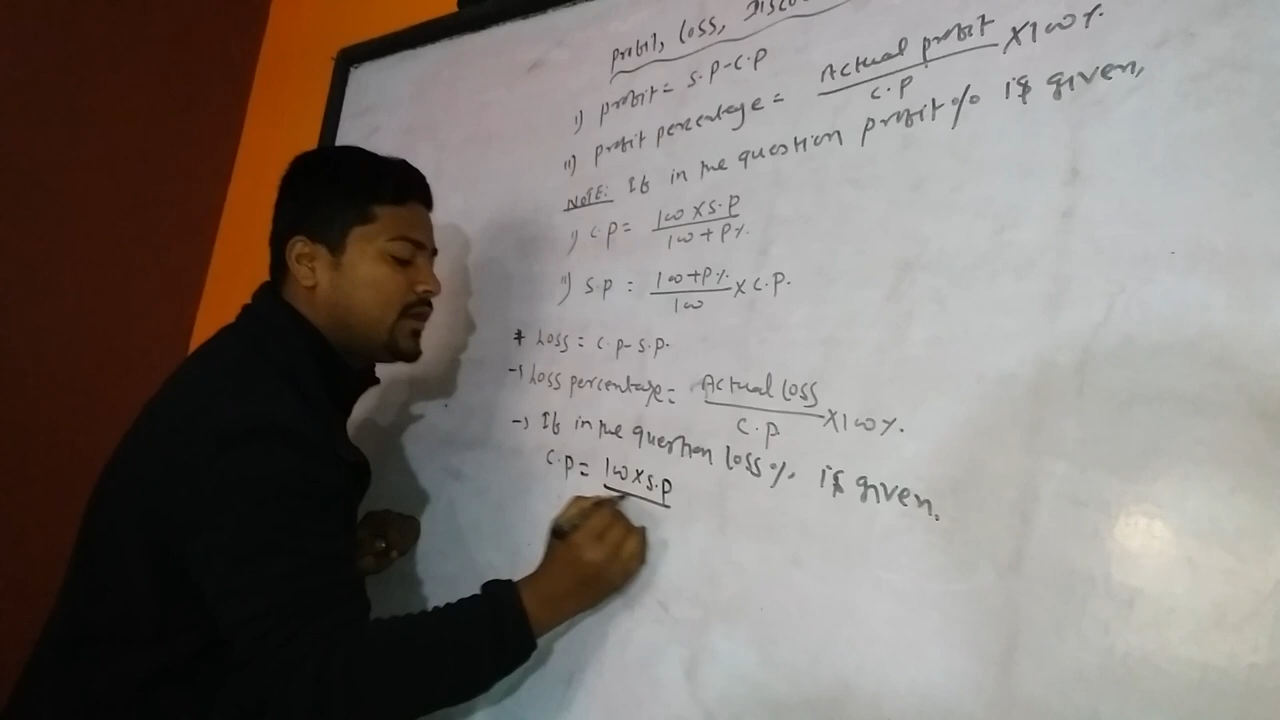 profit, Loss,
i) profit = S.P-C.P
ii) profit percentage = Actual profit / C.P X100%
NOTE: If in the question profit % is given,
i) C.P = 100 X S.P / 100+P%
ii) S.P = 100+P% / 100 X C.P.
* Loss = C.P- S.P.
→ Loss percentage = Actual Loss / C.P X100%.
→ If in the question loss % is given.
C.P = 100 X S.P